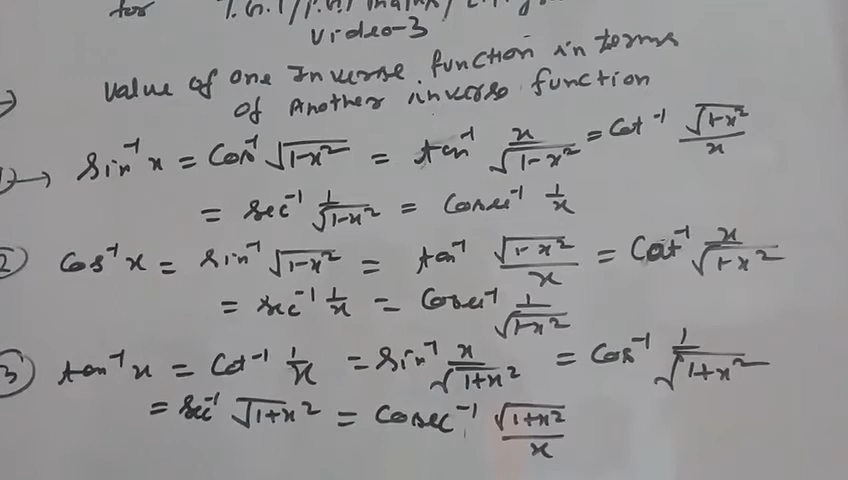 for T.G.T/P.G.T
video-3
value of one Inverse function in terms
of Another inverse function
1) → sin⁻¹ x = cos⁻¹ √(1-x²) = tan⁻¹ x/√(1-x²) = cot⁻¹ √(1-x²)/x
= sec⁻¹ 1/√(1-x²) = cosec⁻¹ 1/x
② cos⁻¹ x = sin⁻¹ √(1-x²) = tan⁻¹ √(1-x²)/x = cot⁻¹ x/√(1-x²)
= sec⁻¹ 1/x = cosec⁻¹ 1/√(1-x²)
③ tan⁻¹ x = cot⁻¹ 1/x = sin⁻¹ x/√(1+x²) = cos⁻¹ 1/√(1+x²)
= sec⁻¹ √(1+x²) = cosec⁻¹ √(1+x²)/x